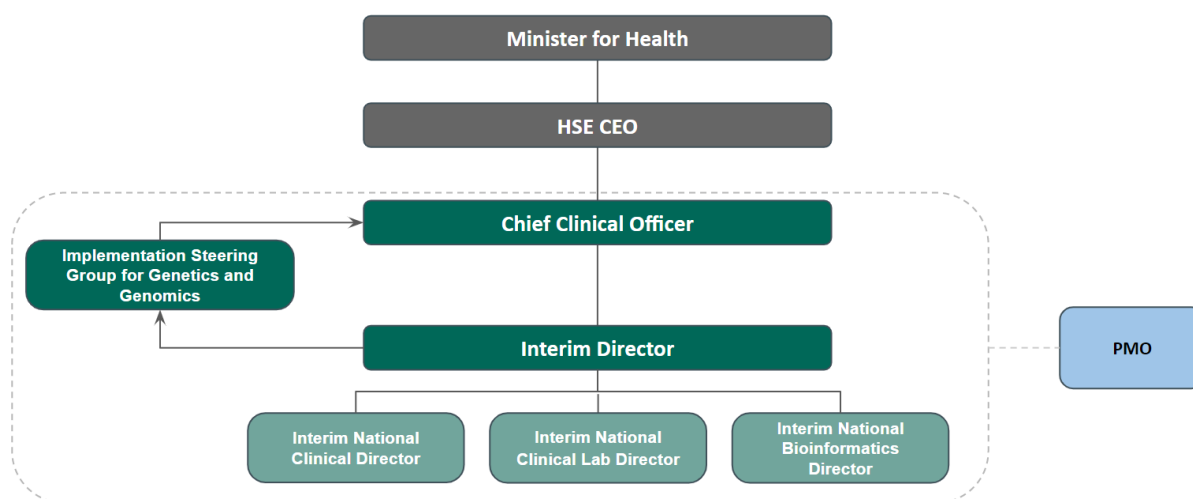 Minister for Health
HSE CEO
Chief Clinical Officer
Implementation Steering
Group for Genetics and
Genomics
Interim Director
PMO
Interim National
Clinical Director
Interim National
Clinical Lab Director
Interim National
Bioinformatics
Director